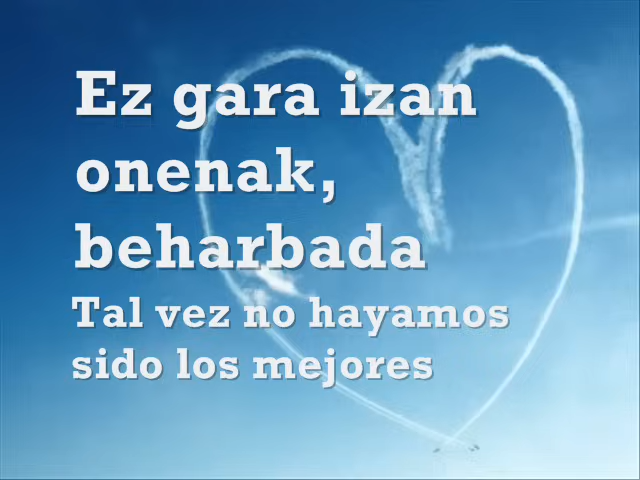 Ez gara izan
onenak,
beharbada
Tal vez no hayamos
sido los mejores